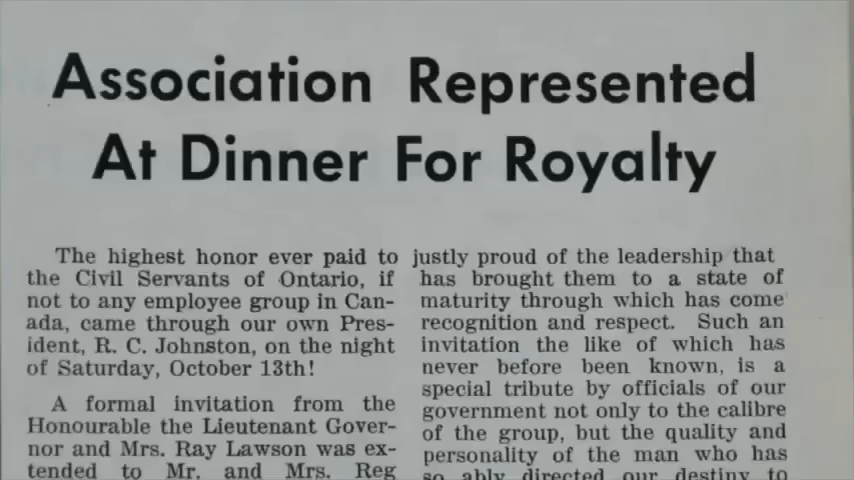 Association Represented
At Dinner For Royalty
The highest honor ever paid to
the Civil Servants of Ontario, if
not to any employee group in Can-
ada, came through our own Pres-
ident, R. C. Johnston, on the night
of Saturday, October 13th!
A formal invitation from the
Honourable the Lieutenant Gover-
nor and Mrs. Ray Lawson was ex-
tended to Mr. and Mrs. Reg
justly proud of the leadership that
has brought them to a state of
maturity through which has come
recognition and respect. Such an
invitation the like of which has
never before been known, is a
special tribute by officials of our
government not only to the calibre
of the group, but the quality and
personality of the man who has
so ably directed our destiny to